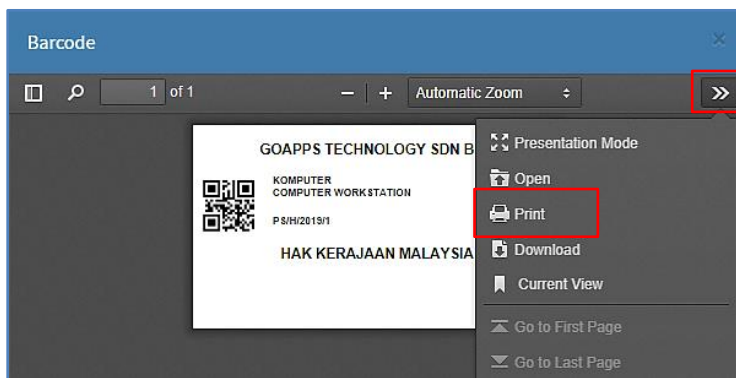 Barcode
1 of 1
Automatic Zoom
GOAPPS TECHNOLOGY SDN B
KOMPUTER
COMPUTER WORKSTATION
PS/H/2019/1
HAK KERAJAAN MALAYSIA
Presentation Mode
Open
Print
Download
Current View
Go to First Page
Go to Last Page